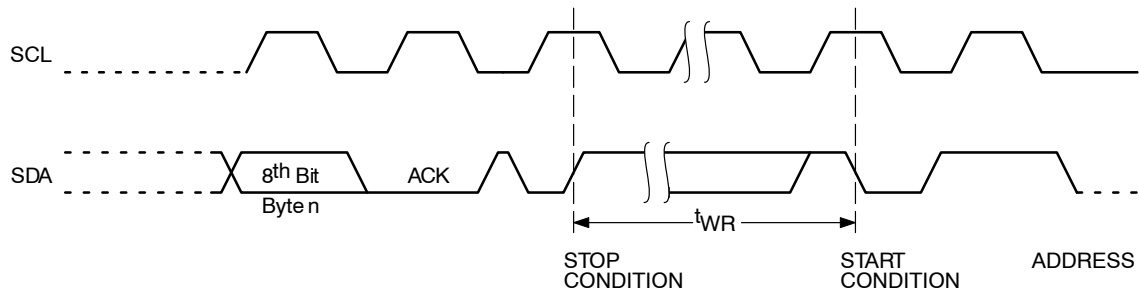 SCL
SDA
8th Bit
Byte n
ACK
tWR
STOP
CONDITION
START
CONDITION
ADDRESS